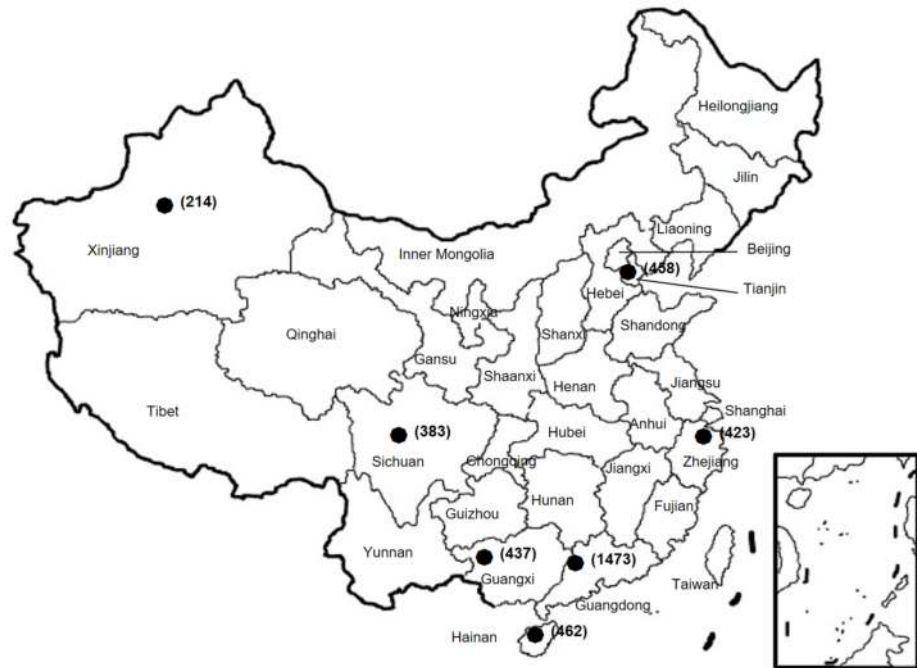 Heilongjiang
Jilin
(214)
Liaoning
Xinjiang
Inner Mongolia
Beijing
(458)
Tianjin
Hebei
Ningxia
Shandong
Qinghai
Shanxi
Gansu
Shaanxi
Henan
Jiangsu
Tibet
Shanghai
Anhui
(383)
Hubei
(423)
Sichuan
Chongqing
Jiangxi
Zhejiang
Hunan
Fujian
Guizhou
Yunnan
(437)
(1473)
Guangxi
Taiwan
Guangdong
Hainan
(462)